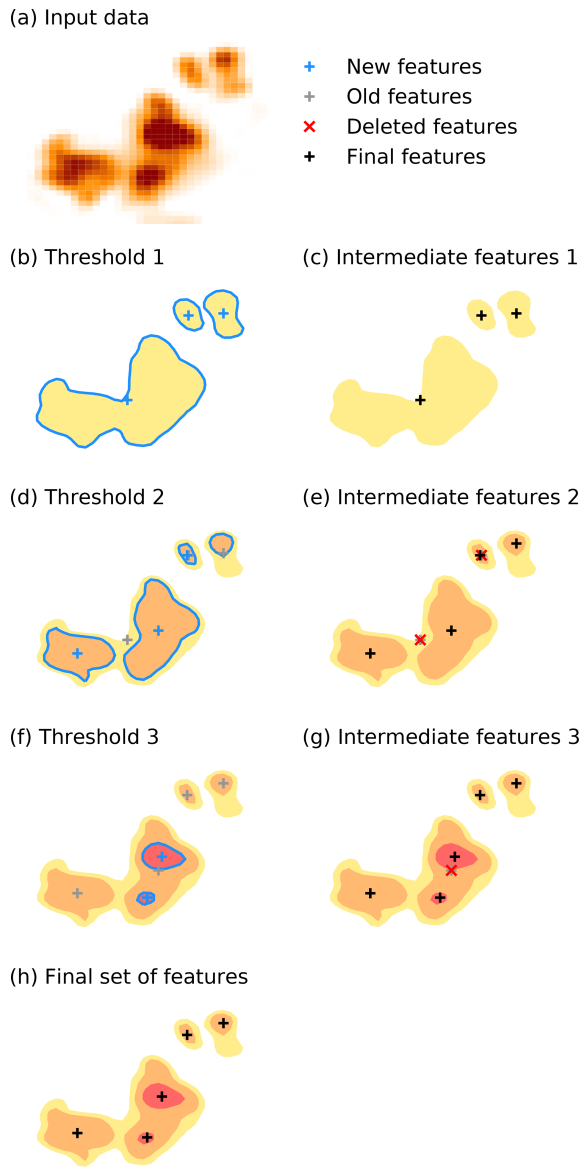 (a) Input data
New features
Old features
Deleted features
Final features
(b) Threshold 1
(c) Intermediate features 1
(d) Threshold 2
(e) Intermediate features 2
(f) Threshold 3
(g) Intermediate features 3
(h) Final set of features